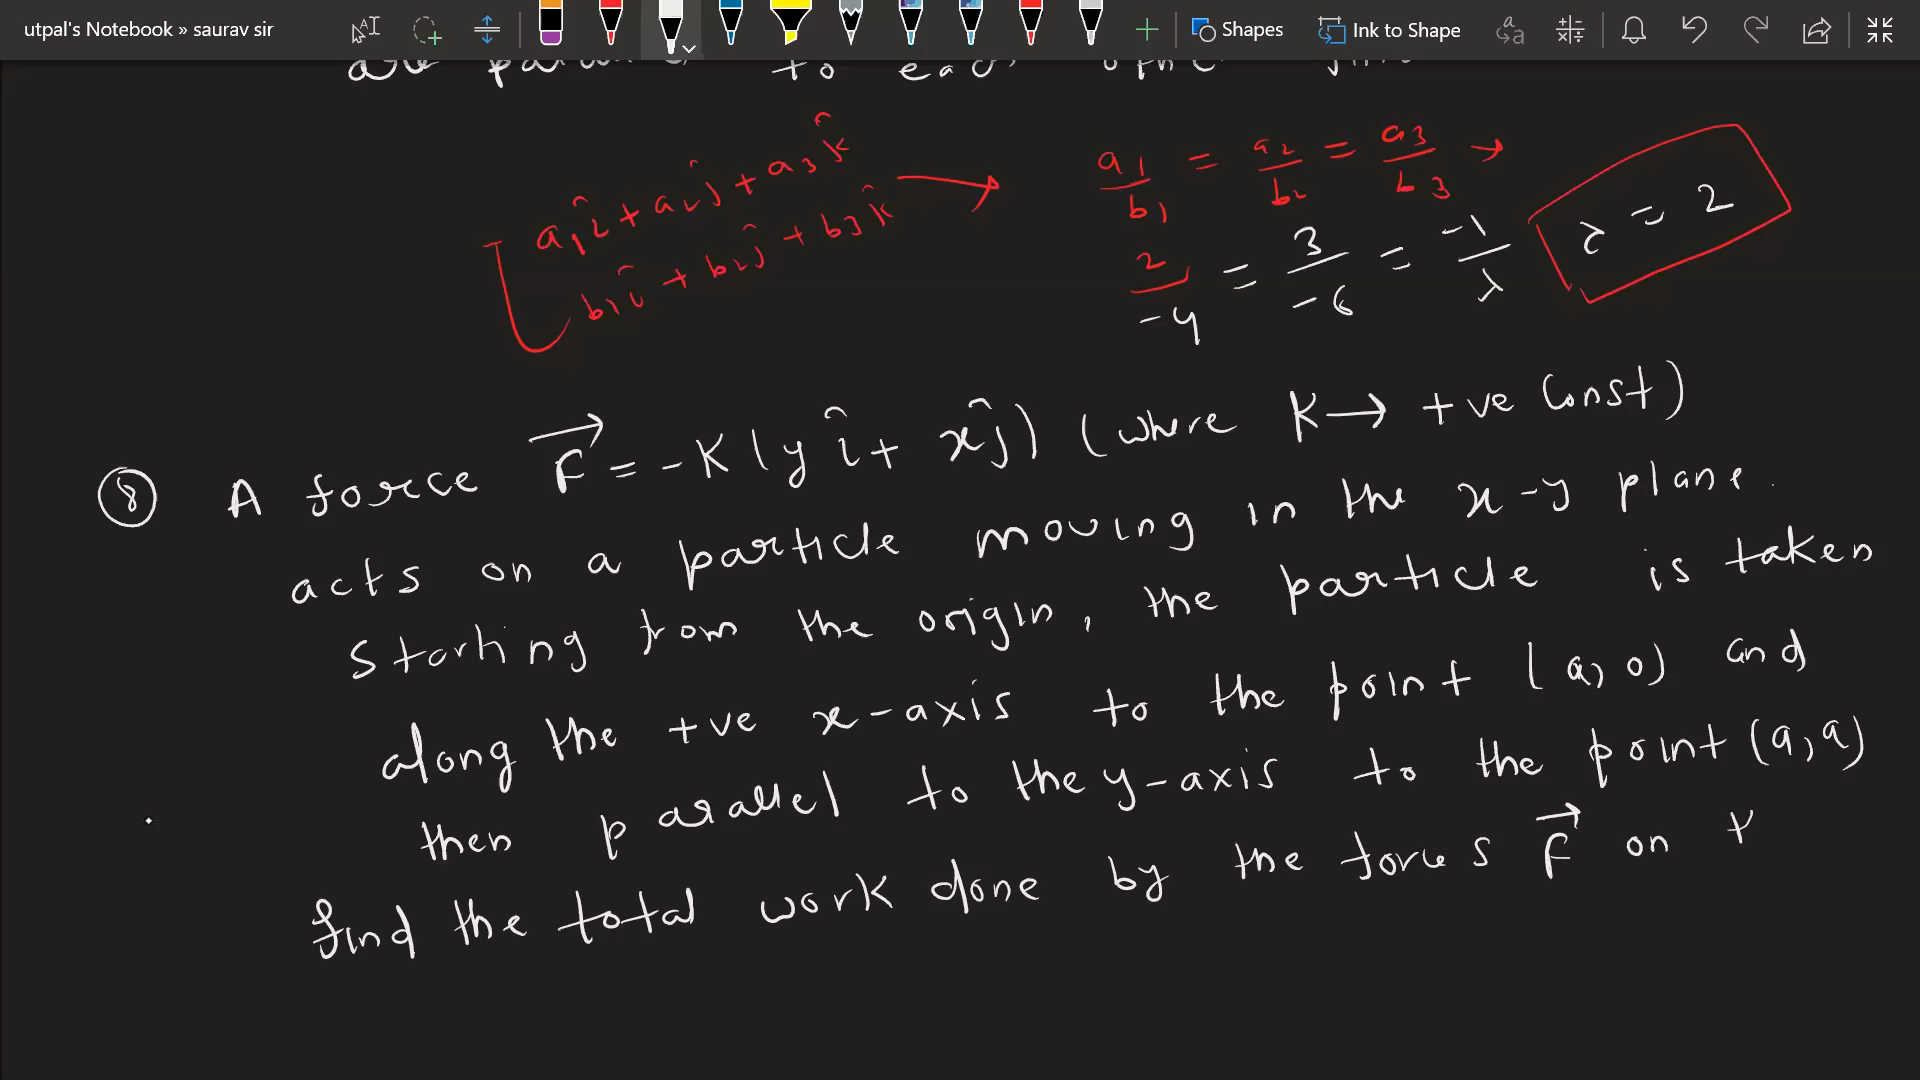 utpal's Notebook » saurav sir
Shapes
Ink to Shape
to each
a₁î + a₂ĵ + a₃k̂
b₁î + b₂ĵ + b₃k̂
a₁/b₁ = a₂/b₂ = a₃/b₃ →
2/-4 = 3/-6 = -1/λ
λ = 2
⑧ A force F⃗ = -K(yî + xĵ) (where K → +ve Const)
acts on a particle moving in the x-y plane.
Starting from the origin, the particle is taken
along the +ve x-axis to the point (a,0) and
then parallel to the y-axis to the point (a,a)
find the total work done by the forces F⃗ on t